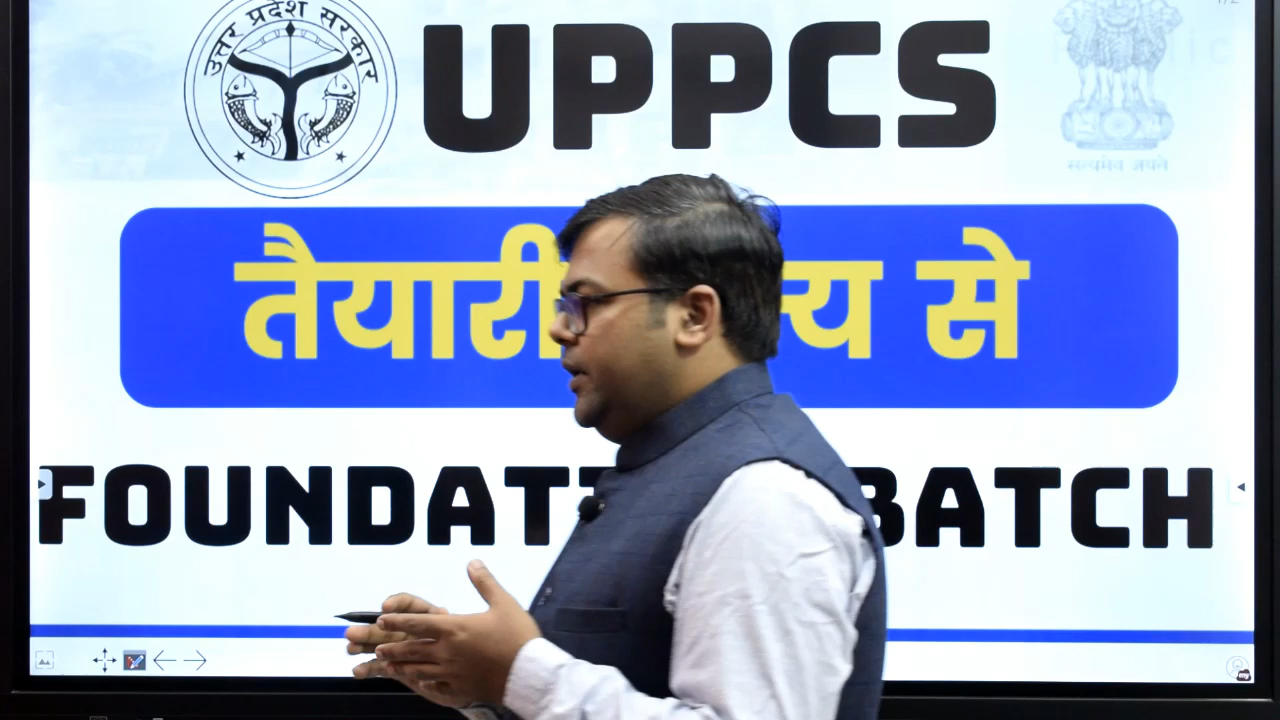 उत्तर प्रदेश सरकार
UPPCS
सत्यमेव जयते
तैयारी से
BATCH